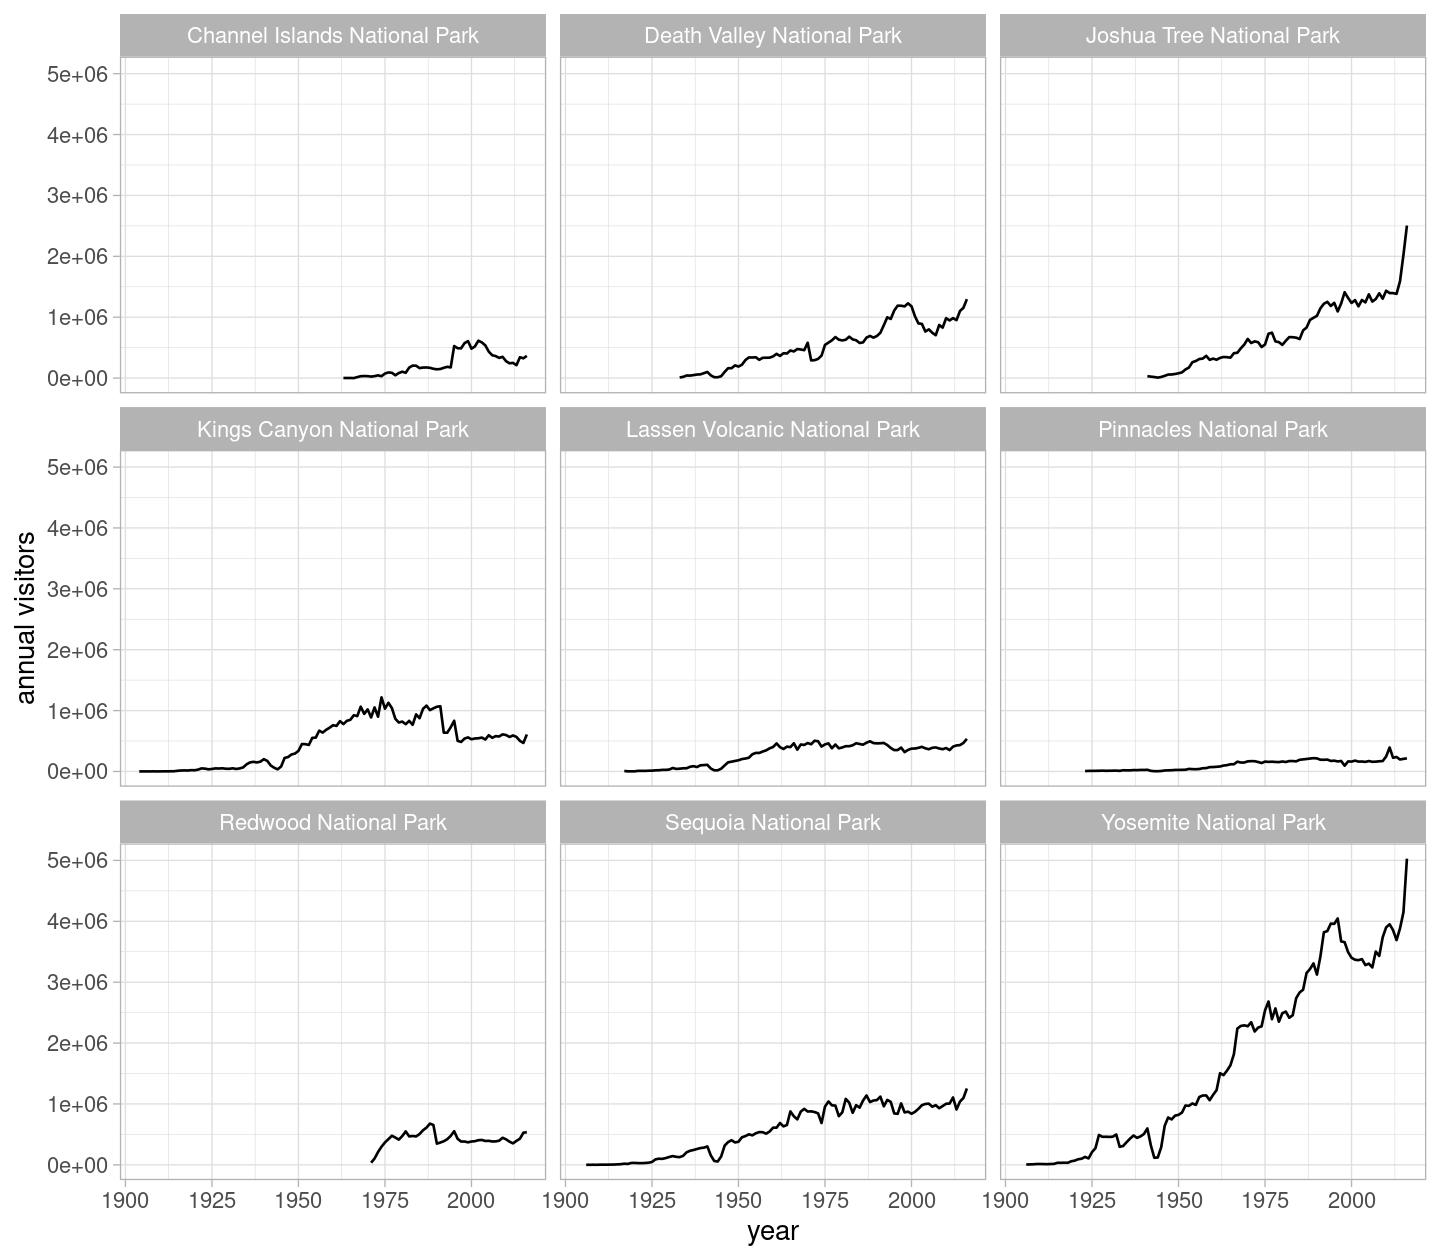 Channel Islands National Park
Death Valley National Park
Joshua Tree National Park
5e+06
4e+06
3e+06
2e+06
1e+06
0e+00
Kings Canyon National Park
Lassen Volcanic National Park
Pinnacles National Park
5e+06
4e+06
3e+06
2e+06
1e+06
0e+00
annual visitors
Redwood National Park
Sequoia National Park
Yosemite National Park
5e+06
4e+06
3e+06
2e+06
1e+06
0e+00
1900 1925 1950 1975 2000
1900 1925 1950 1975 2000
1900 1925 1950 1975 2000
year